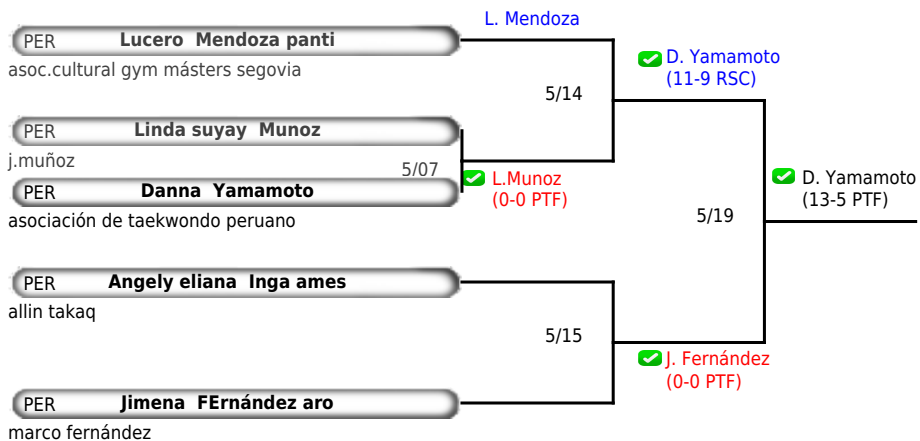 L. Mendoza
PER Lucero Mendoza panti
asoc.cultural gym másters segovia
D. Yamamoto
(11-9 RSC)
5/14
PER Linda suyay Munoz
j.muñoz
5/07
L.Munoz
(0-0 PTF)
PER Danna Yamamoto
asociación de taekwondo peruano
D. Yamamoto
(13-5 PTF)
5/19
PER Angely eliana Inga ames
allin takaq
5/15
J. Fernández
(0-0 PTF)
PER Jimena FErnández aro
marco fernández